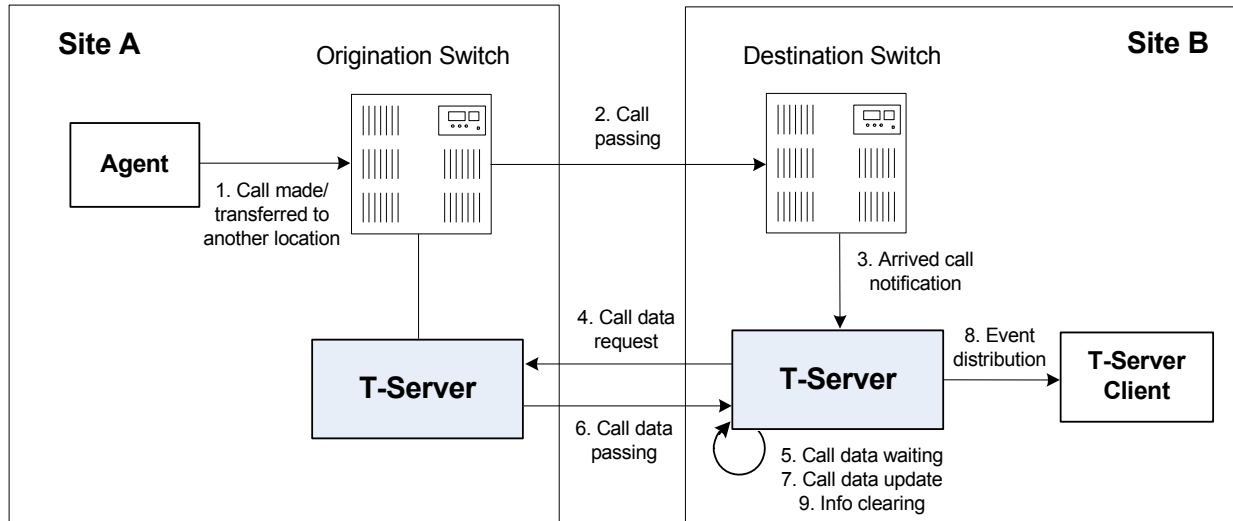 Site A
Site B
Origination Switch
Destination Switch
2. Call
passing
Agent
1. Call made/
transferred to
another location
3. Arrived call
notification
4. Call data
request
8. Event
distribution
T-Server
T-Server
T-Server
Client
6. Call data
passing
5. Call data waiting
7. Call data update
9. Info clearing